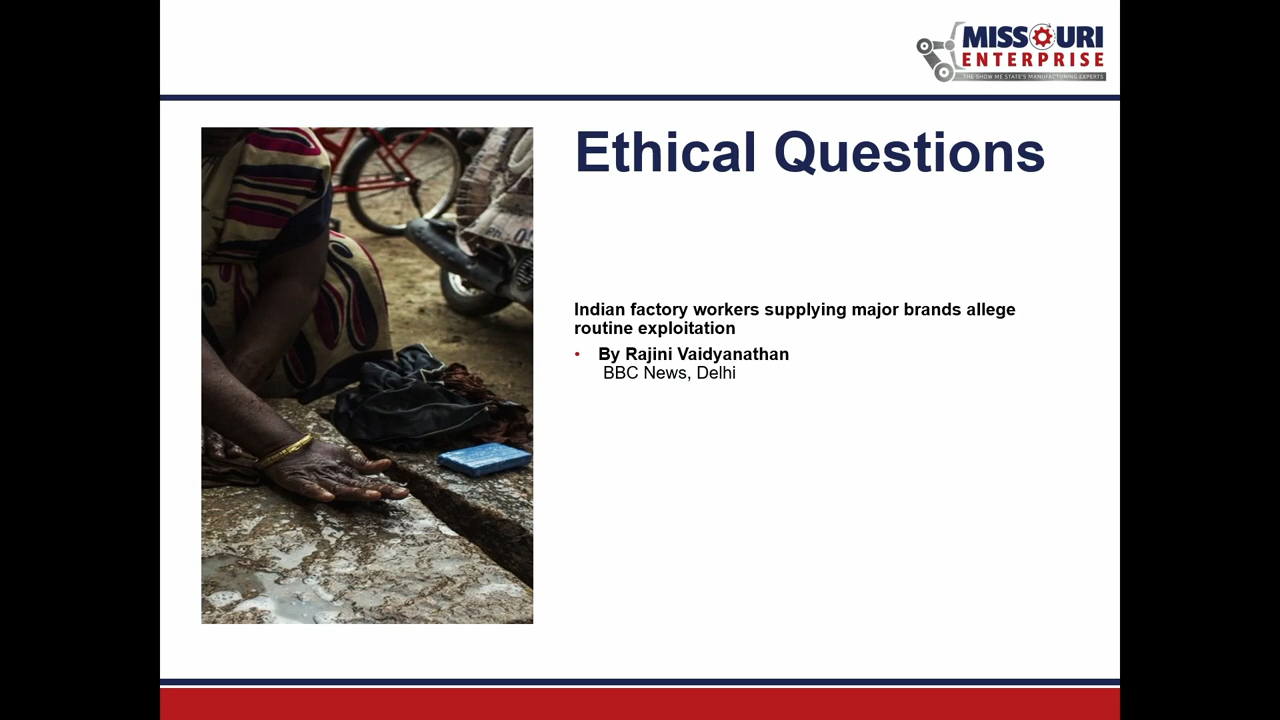 MISSOURI
ENTERPRISE
THE SHOW ME STATE'S MANUFACTURING EXPERTS
Ethical Questions
Indian factory workers supplying major brands allege
routine exploitation
• By Rajini Vaidyanathan
BBC News, Delhi